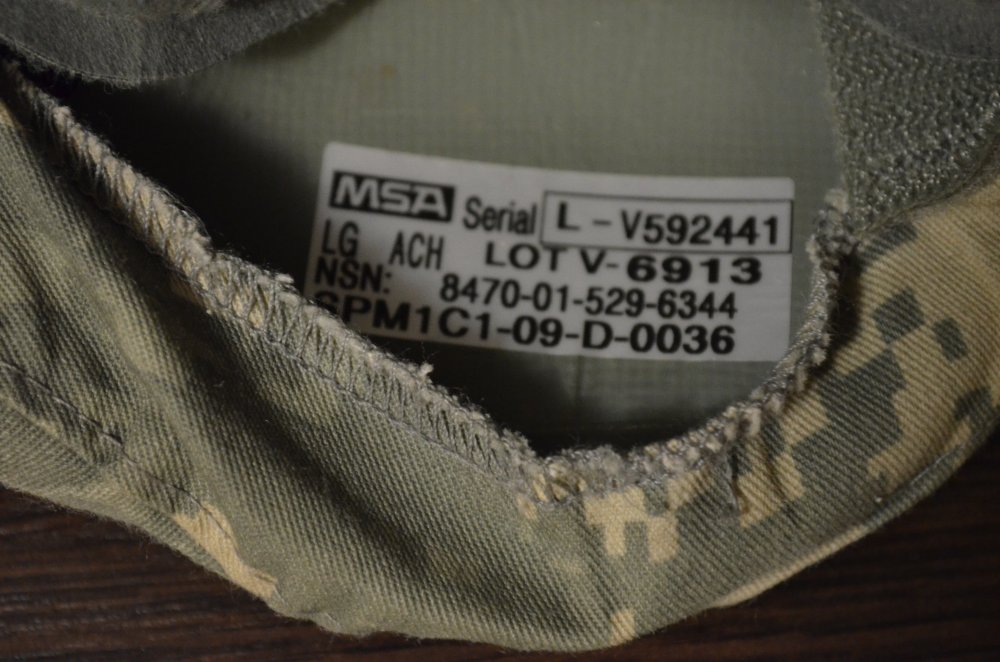 MSA Serial L-V592441
LG ACH LOT V-6913
NSN: 8470-01-529-6344
SPM1C1-09-D-0036